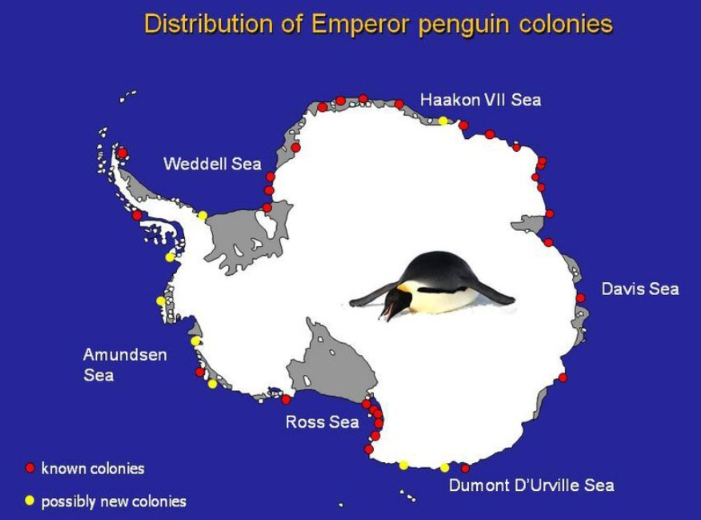 Distribution of Emperor penguin colonies
Haakon VII Sea
Weddell Sea
Davis Sea
Amundsen
Sea
Ross Sea
known colonies
Dumont D'Urville Sea
possibly new colonies